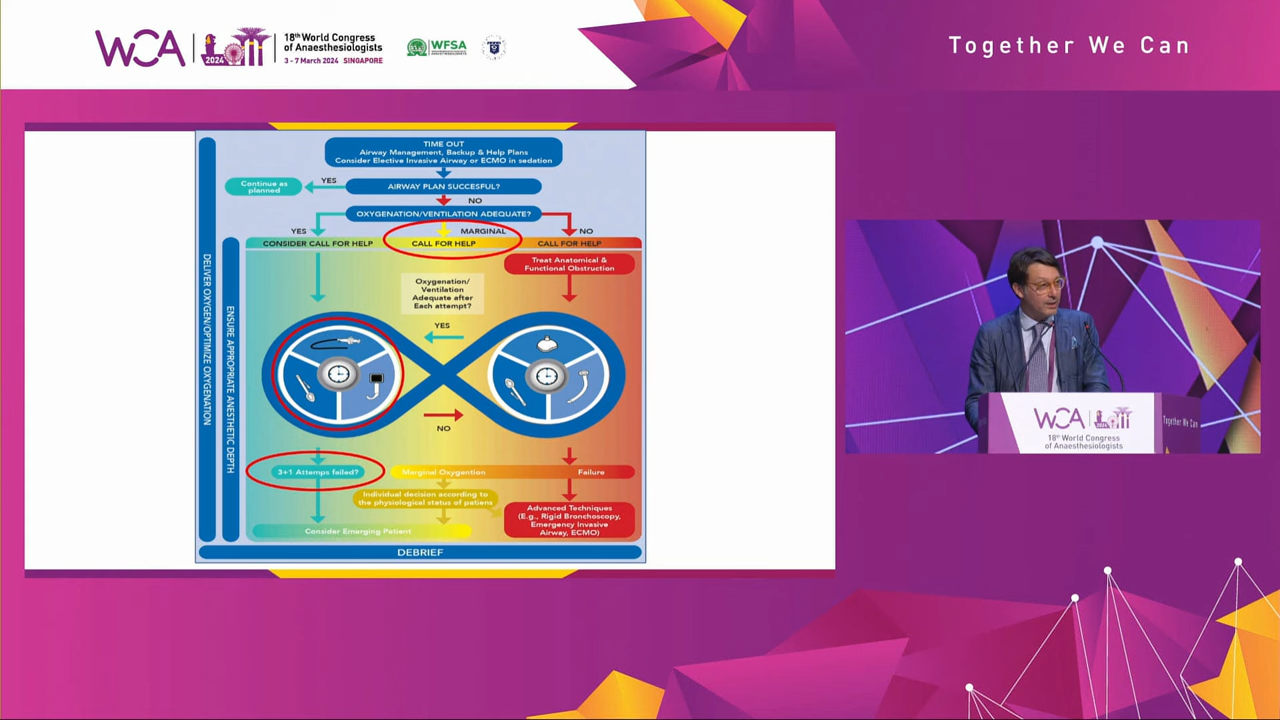 WCA
2024
18th World Congress
of Anaesthesiologists
3 - 7 March 2024 SINGAPORE
WFSA
Together We Can
TIME OUT
Airway Management, Backup & Help Plans
Consider Elective Invasive Airway or ECMO in sedation
AIRWAY PLAN SUCCESFUL?
YES
Continue as
planned
NO
OXYGENATION/VENTILATION ADEQUATE?
YES
MARGINAL
NO
CONSIDER CALL FOR HELP
CALL FOR HELP
CALL FOR HELP
Treat Anatomical &
Functional Obstruction
Oxygenation/
Ventilation
Adequate after
Each attempt?
YES
NO
3+1 Attemps failed?
Marginal Oxygention
Failure
Individual decision according to
the physiological status of patiens
Advanced Techniques
(E.g., Rigid Bronchoscopy,
Emergency Invasive
Airway, ECMO)
Consider Emerging Patient
DEBRIEF
DELIVER OXYGEN/OPTIMIZE OXYGENATION
ENSURE APPROPRIATE ANESTHETIC DEPTH
WCA
18th World Congress
of Anaesthesiologists
Together We Can